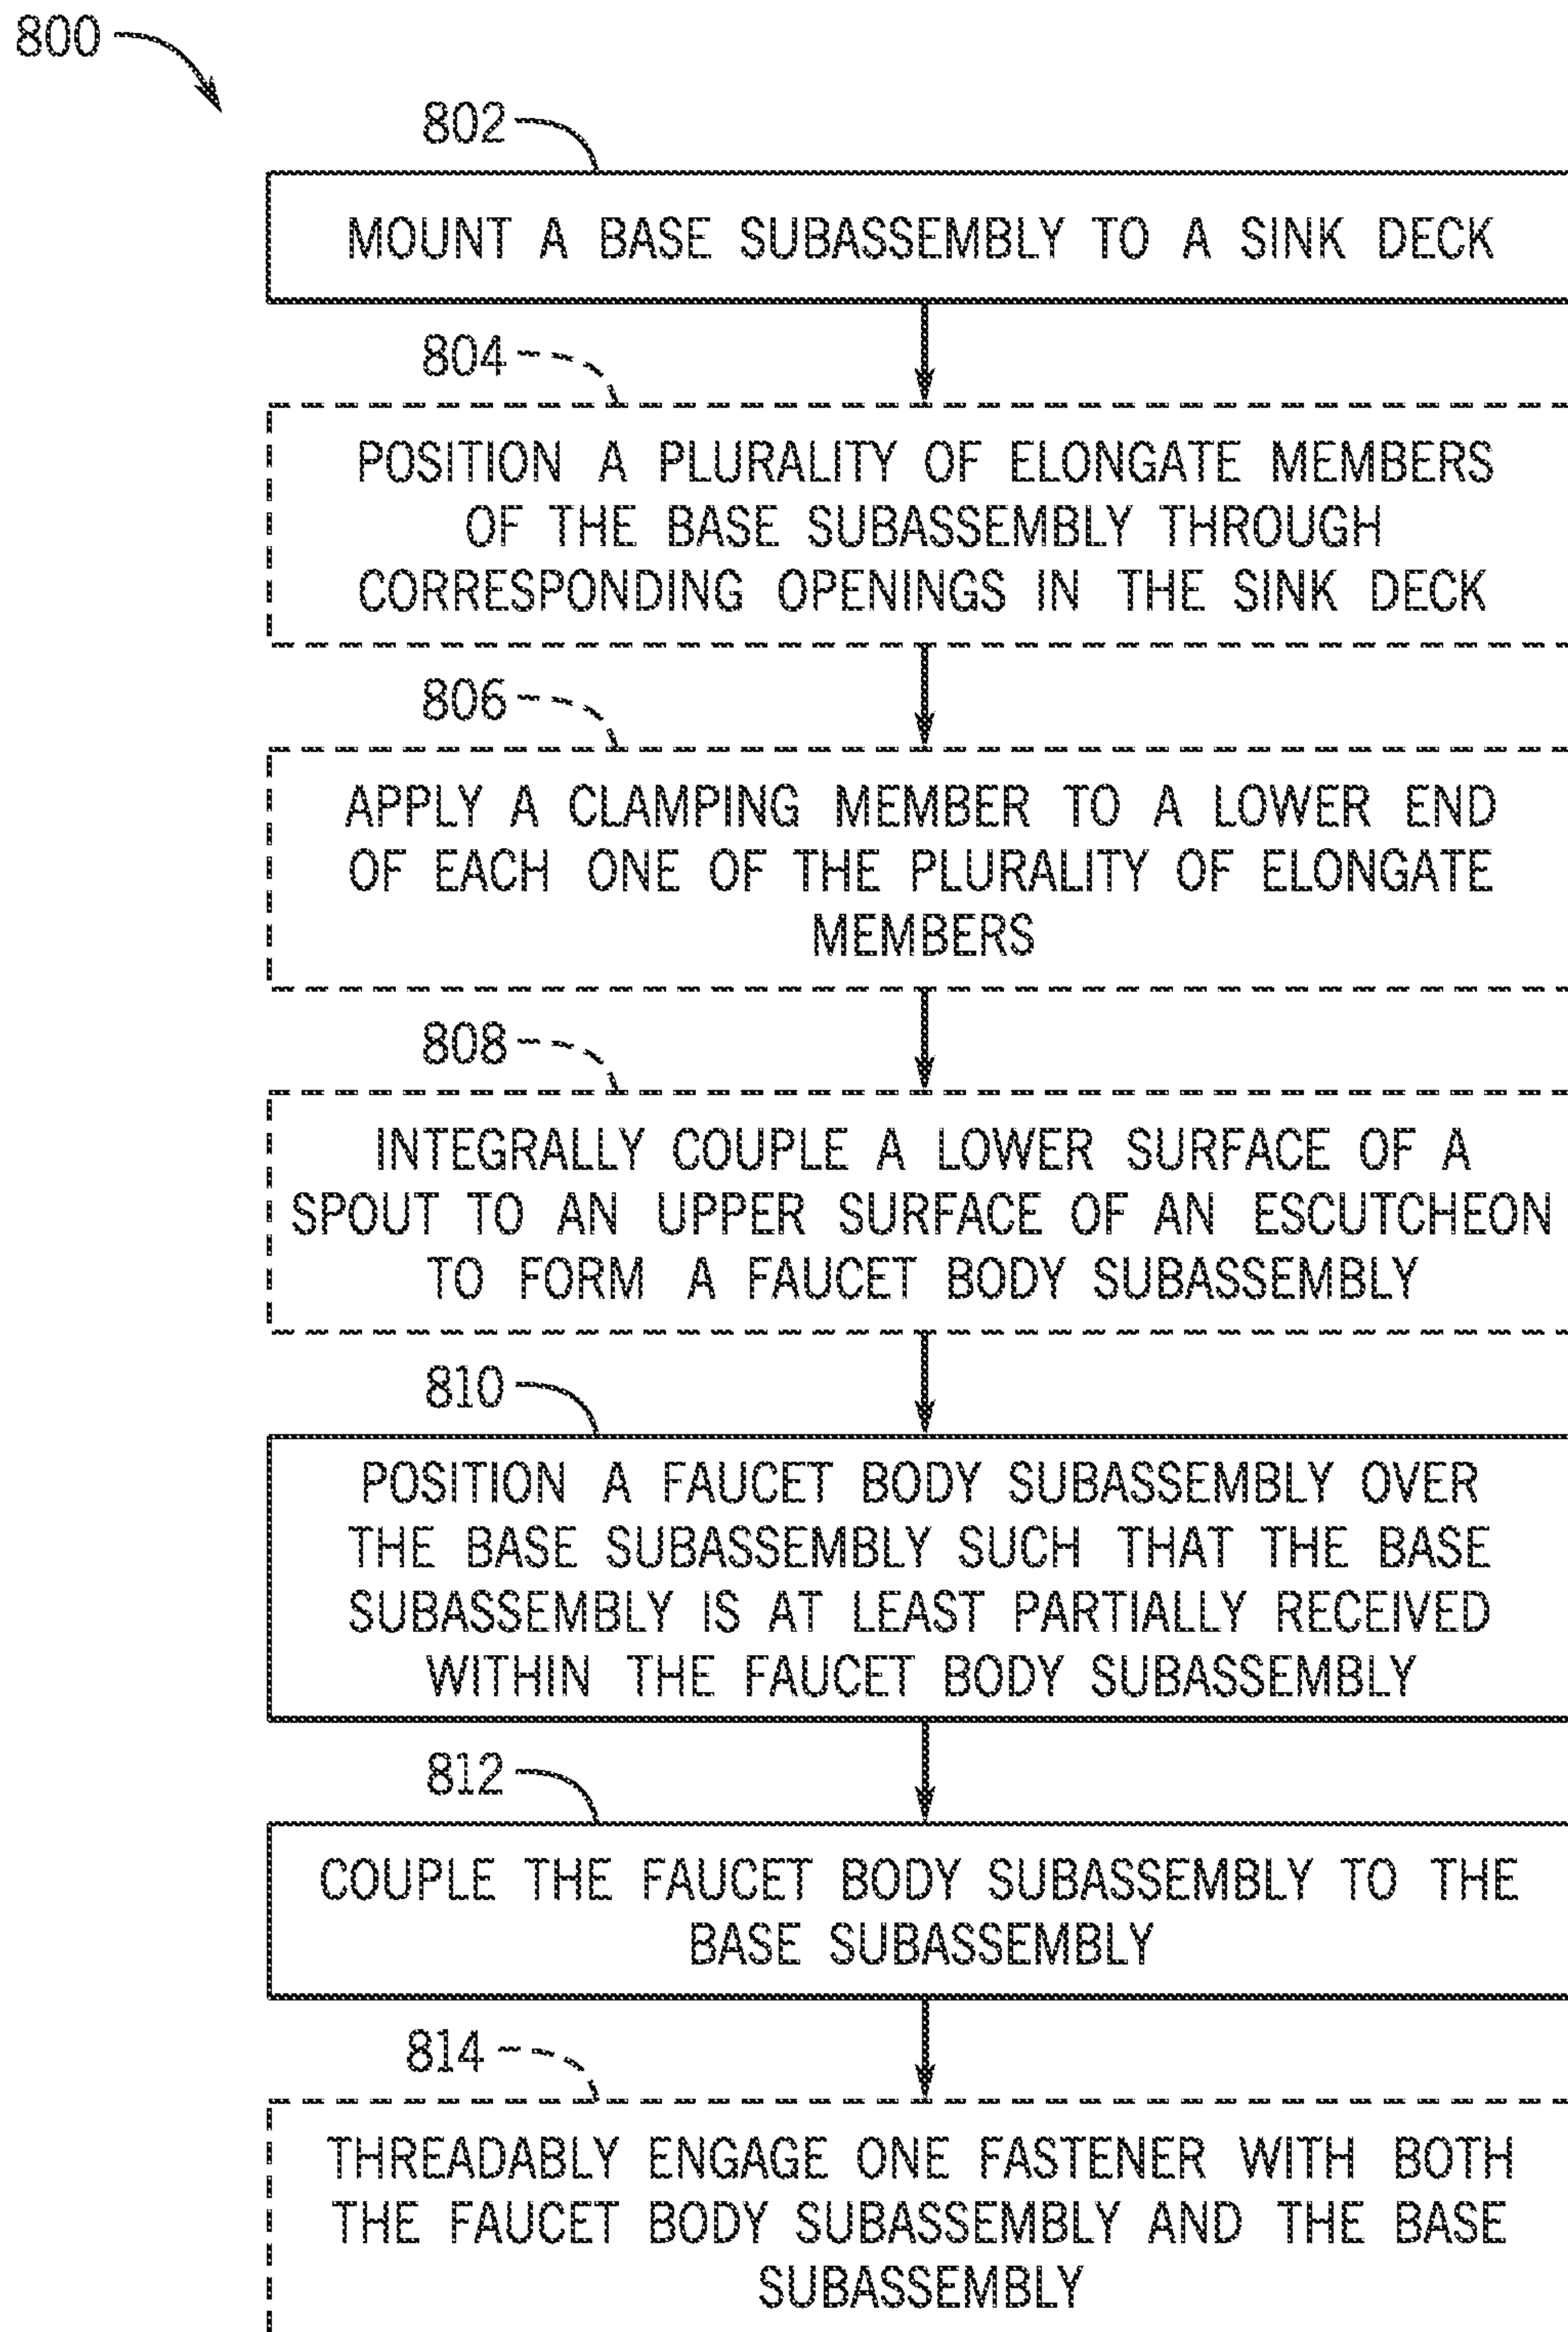 800
802
MOUNT A BASE SUBASSEMBLY TO A SINK DECK
804
POSITION A PLURALITY OF ELONGATE MEMBERS
OF THE BASE SUBASSEMBLY THROUGH
CORRESPONDING OPENINGS IN THE SINK DECK
806
APPLY A CLAMPING MEMBER TO A LOWER END
OF EACH ONE OF THE PLURALITY OF ELONGATE
MEMBERS
808
INTEGRALLY COUPLE A LOWER SURFACE OF A
SPOUT TO AN UPPER SURFACE OF AN ESCUTCHEON
TO FORM A FAUCET BODY SUBASSEMBLY
810
POSITION A FAUCET BODY SUBASSEMBLY OVER
THE BASE SUBASSEMBLY SUCH THAT THE BASE
SUBASSEMBLY IS AT LEAST PARTIALLY RECEIVED
WITHIN THE FAUCET BODY SUBASSEMBLY
812
COUPLE THE FAUCET BODY SUBASSEMBLY TO THE
BASE SUBASSEMBLY
814
THREADABLY ENGAGE ONE FASTENER WITH BOTH
THE FAUCET BODY SUBASSEMBLY AND THE BASE
SUBASSEMBLY